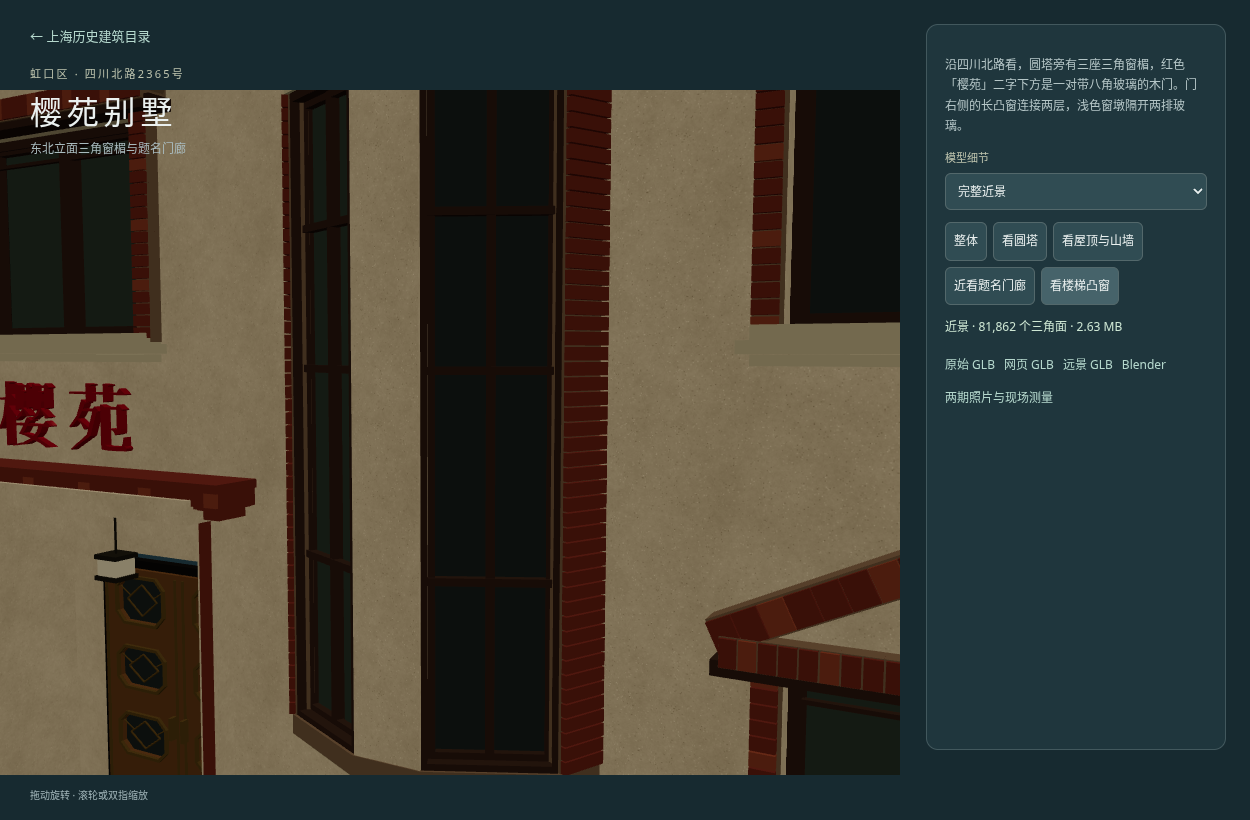 ← 上海历史建筑目录
虹口区 · 四川北路2365号
樱苑别墅
东北立面三角窗楣与题名门廊
樱苑
拖动旋转 · 滚轮或双指缩放
沿四川北路看，圆塔旁有三座三角窗楣，红色
「樱苑」二字下方是一对带八角玻璃的木门。门
右侧的长凸窗连接两层，浅色窗墩隔开两排玻
璃。
模型细节
完整近景
整体 看圆塔 看屋顶与山墙
近看题名门廊 看楼梯凸窗
近景 · 81,862 个三角面 · 2.63 MB
原始 GLB 网页 GLB 远景 GLB Blender
两期照片与现场测量